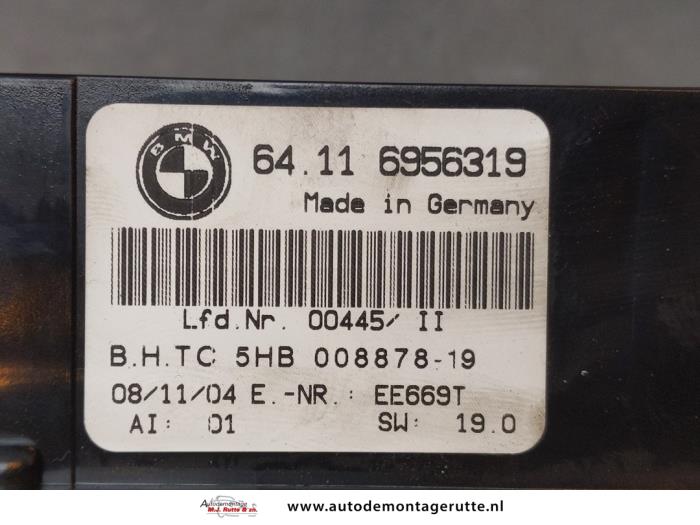 BMW
64.11 6956319
Made in Germany
Lfd.Nr. 00445/ II
B.H.TC 5HB 008878-19
08/11/04 E.-NR.: EE669T
AI: 01 SW: 19.0
Autodemontage
M.J. Rutte & zn.
www.autodemontagerutte.nl